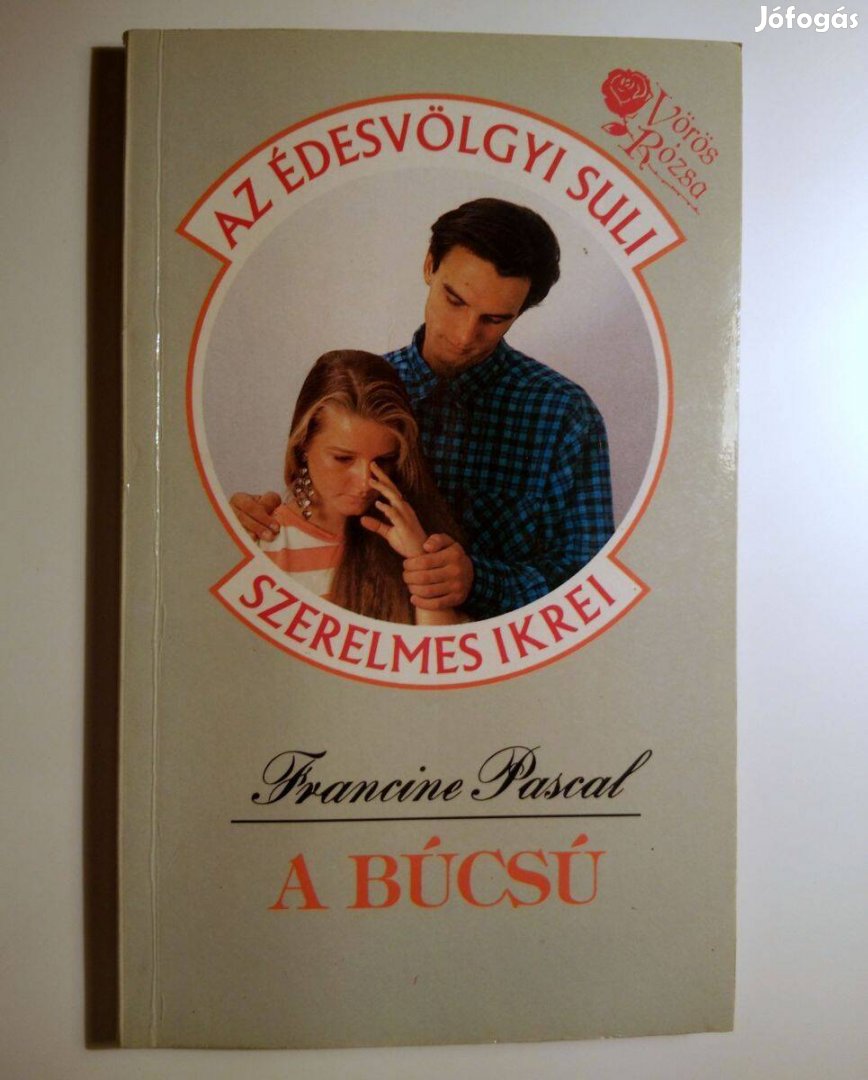 Jófogás
Vörös
Rózsa
AZ ÉDESVÖLGYI SULI
SZERELMES IKREI
Francine Pascal
A BÚCSÚ